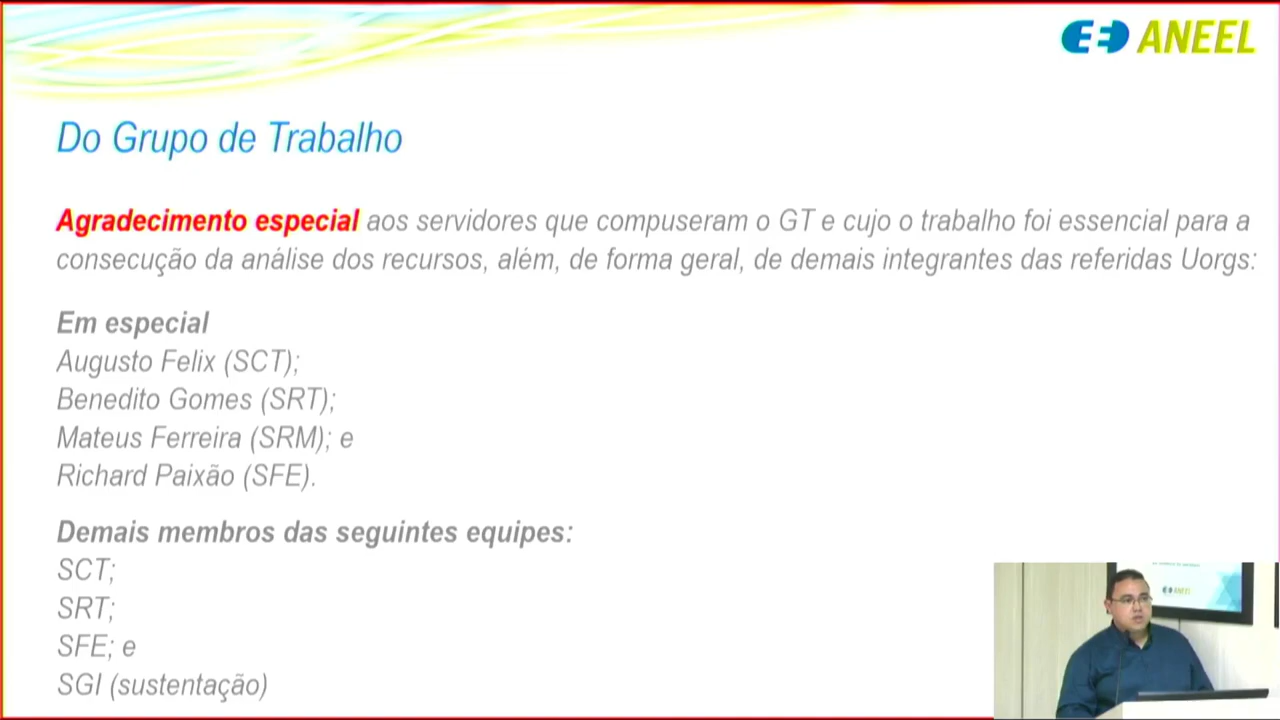 ANEEL
Do Grupo de Trabalho
Agradecimento especial aos servidores que compuseram o GT e cujo o trabalho foi essencial para a
consecução da análise dos recursos, além, de forma geral, de demais integrantes das referidas Uorgs:
Em especial
Augusto Felix (SCT);
Benedito Gomes (SRT);
Mateus Ferreira (SRM); e
Richard Paixão (SFE).
Demais membros das seguintes equipes:
SCT;
SRT;
SFE; e
SGI (sustentação)
ANEEL